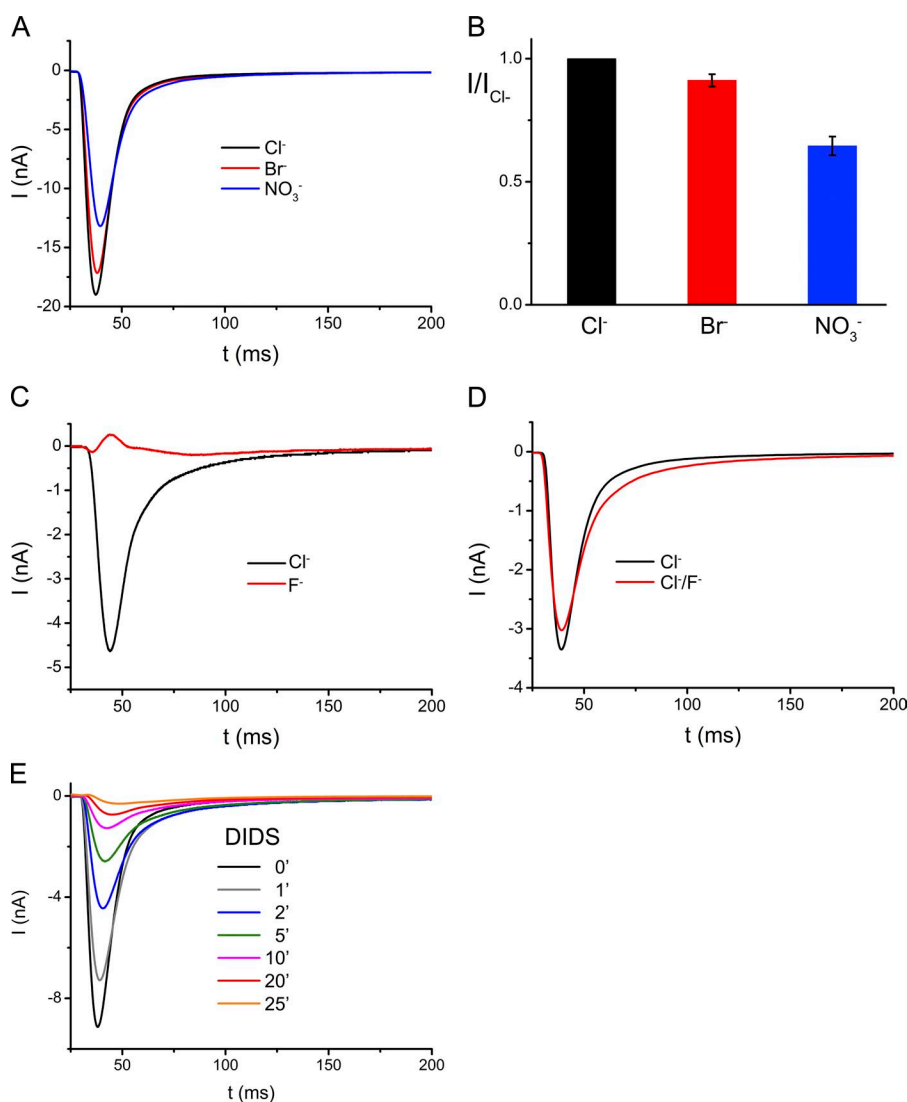 A
0
-5
-10
-15
-20
I (nA)
50
100
150
200
t (ms)
Cl⁻
Br⁻
NO₃⁻
B
I/I Cl-
1.0
0.5
0.0
Cl⁻
Br⁻
NO₃⁻
C
0
-1
-2
-3
-4
-5
I (nA)
50
100
150
200
t (ms)
Cl⁻
F⁻
D
0
-1
-2
-3
-4
I (nA)
50
100
150
200
t (ms)
Cl⁻
Cl⁻/F⁻
E
0
-4
-8
I (nA)
50
100
150
200
t (ms)
DIDS
0'
1'
2'
5'
10'
20'
25'